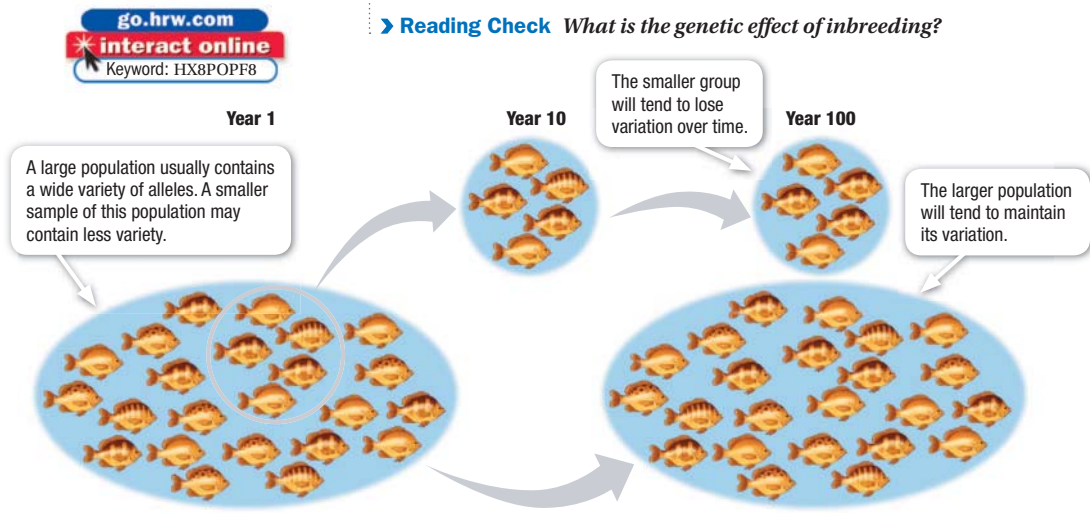 go.hrw.com
interact online
Keyword: HX8POPF8
› Reading Check What is the genetic effect of inbreeding?
Year 1
A large population usually contains
a wide variety of alleles. A smaller
sample of this population may
contain less variety.
Year 10
The smaller group
will tend to lose
variation over time.
Year 100
The larger population
will tend to maintain
its variation.